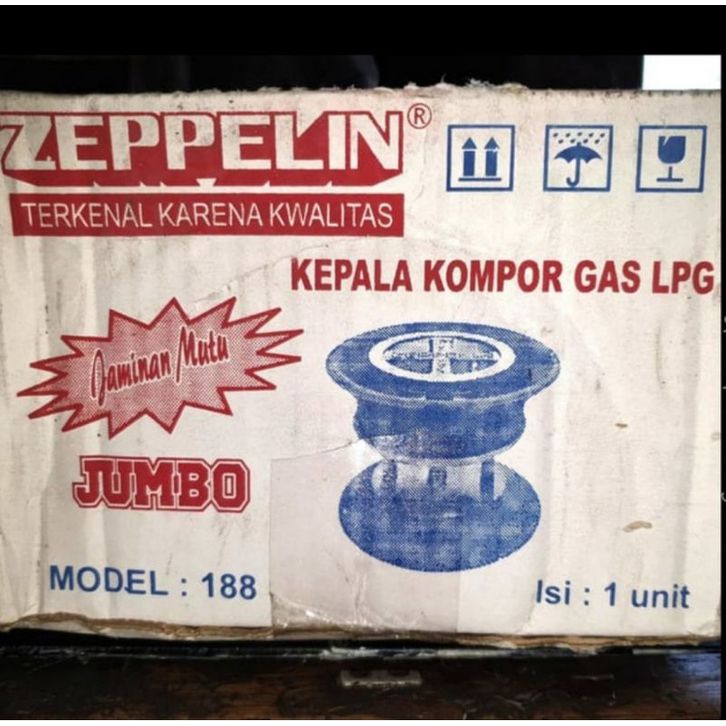 ZEPPELIN®
TERKENAL KARENA KWALITAS
KEPALA KOMPOR GAS LPG
Jaminan Mutu
JUMBO
MODEL : 188
Isi : 1 unit